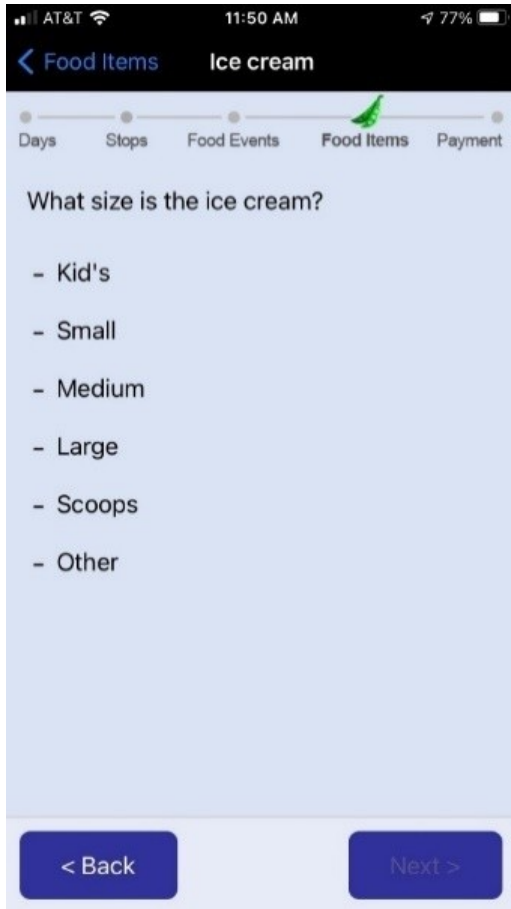 AT&T 11:50 AM 77%
Food Items Ice cream
Days Stops Food Events Food Items Payment
What size is the ice cream?
- Kid's
- Small
- Medium
- Large
- Scoops
- Other
< Back Next >